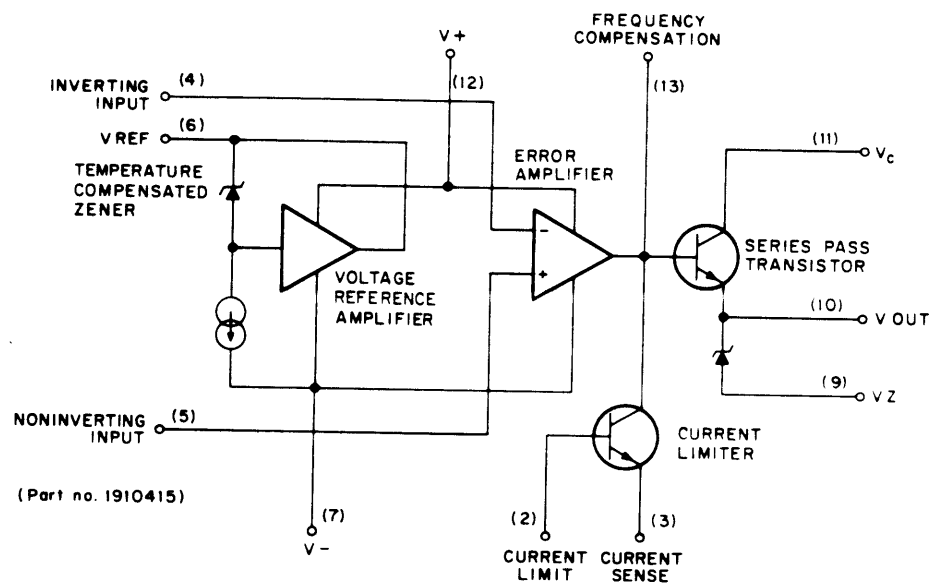 FREQUENCY
COMPENSATION
V+
(4)
(12)
(13)
INVERTING
INPUT
(6)
V REF
(11)
VC
TEMPERATURE
COMPENSATED
ZENER
ERROR
AMPLIFIER
-
+
SERIES PASS
TRANSISTOR
VOLTAGE
REFERENCE
AMPLIFIER
(10)
V OUT
(9)
VZ
(5)
NONINVERTING
INPUT
CURRENT
LIMITER
(Part no. 1910415)
(7)
V-
(2)
(3)
CURRENT
LIMIT
CURRENT
SENSE